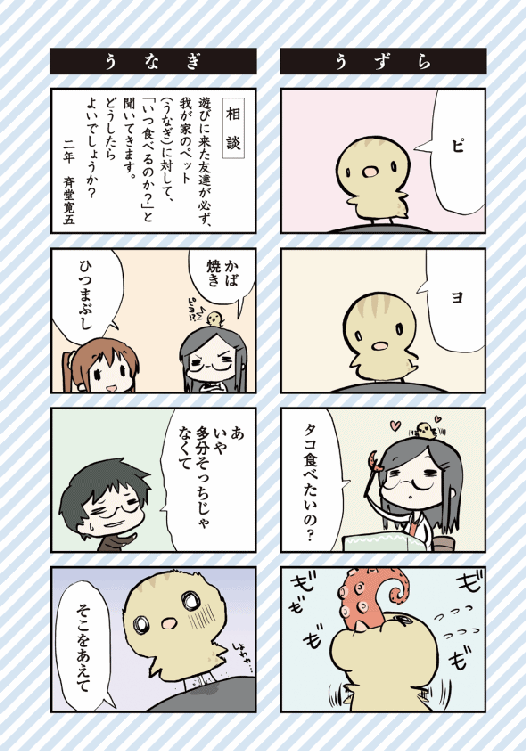 うずら
ピ
ヨ
タコ食べたいの?
もぎ
もぎ
もぎ
もぎ
うなぎ
相談
遊びに来た友達が必ず、
我が家のペット
(うなぎ)に対して、
「いつ食べるのか?」と
聞いてきます。
どうしたら
よいでしょうか?
二年 斉堂寛五
かば
焼き
ひつまぶし
あ
いや
多分そっちじゃ
なくて
そこをあえて